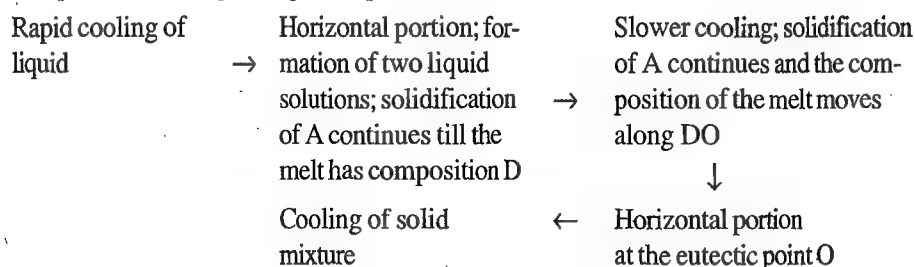 Rapid cooling of liquid
→
Horizontal portion; for-
mation of two liquid
solutions; solidification
of A continues till the
melt has composition D
→
Slower cooling; solidification
of A continues and the com-
position of the melt moves
along DO
↓
Horizontal portion
at the eutectic point O
←
Cooling of solid
mixture